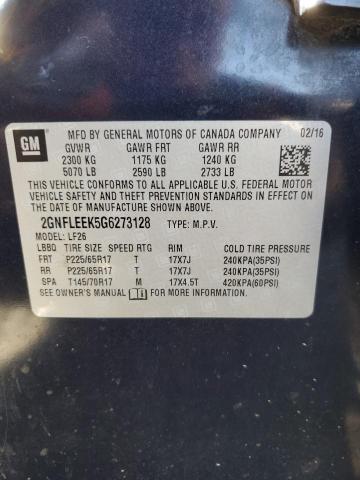 MFD BY GENERAL MOTORS OF CANADA COMPANY 02/16
GM
GVWR GAWR FRT GAWR RR
2300 KG 1175 KG 1240 KG
5070 LB 2590 LB 2733 LB
THIS VEHICLE CONFORMS TO ALL APPLICABLE U.S. FEDERAL MOTOR
VEHICLE SAFETY AND THEFT PREVENTION STANDARDS IN EFFECT ON
THE DATE OF MANUFACTURE SHOWN ABOVE.
2GNFLEEK5G6273128 TYPE: M.P.V.
MODEL: LF26
LBBQ TIRE SIZE SPEED RTG RIM COLD TIRE PRESSURE
FRT P225/65R17 T 17X7J 240KPA(35PSI)
RR P225/65R17 T 17X7J 240KPA(35PSI)
SPA T145/70R17 M 17X4.5T 420KPA(60PSI)
SEE OWNER'S MANUAL FOR MORE INFORMATION.